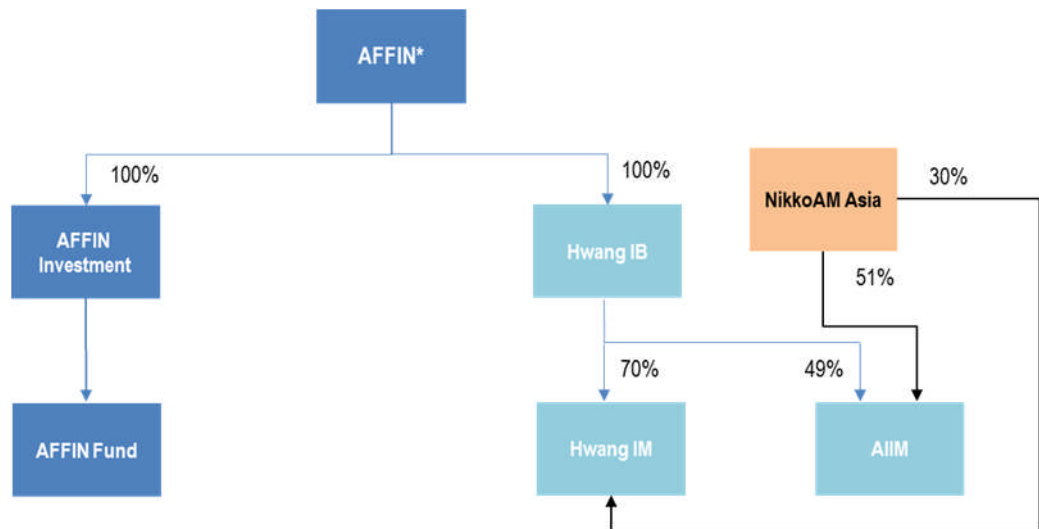 AFFIN*
100%
100%
30%
NikkoAM Asia
AFFIN
Investment
Hwang IB
51%
70%
49%
AFFIN Fund
Hwang IM
AIIM